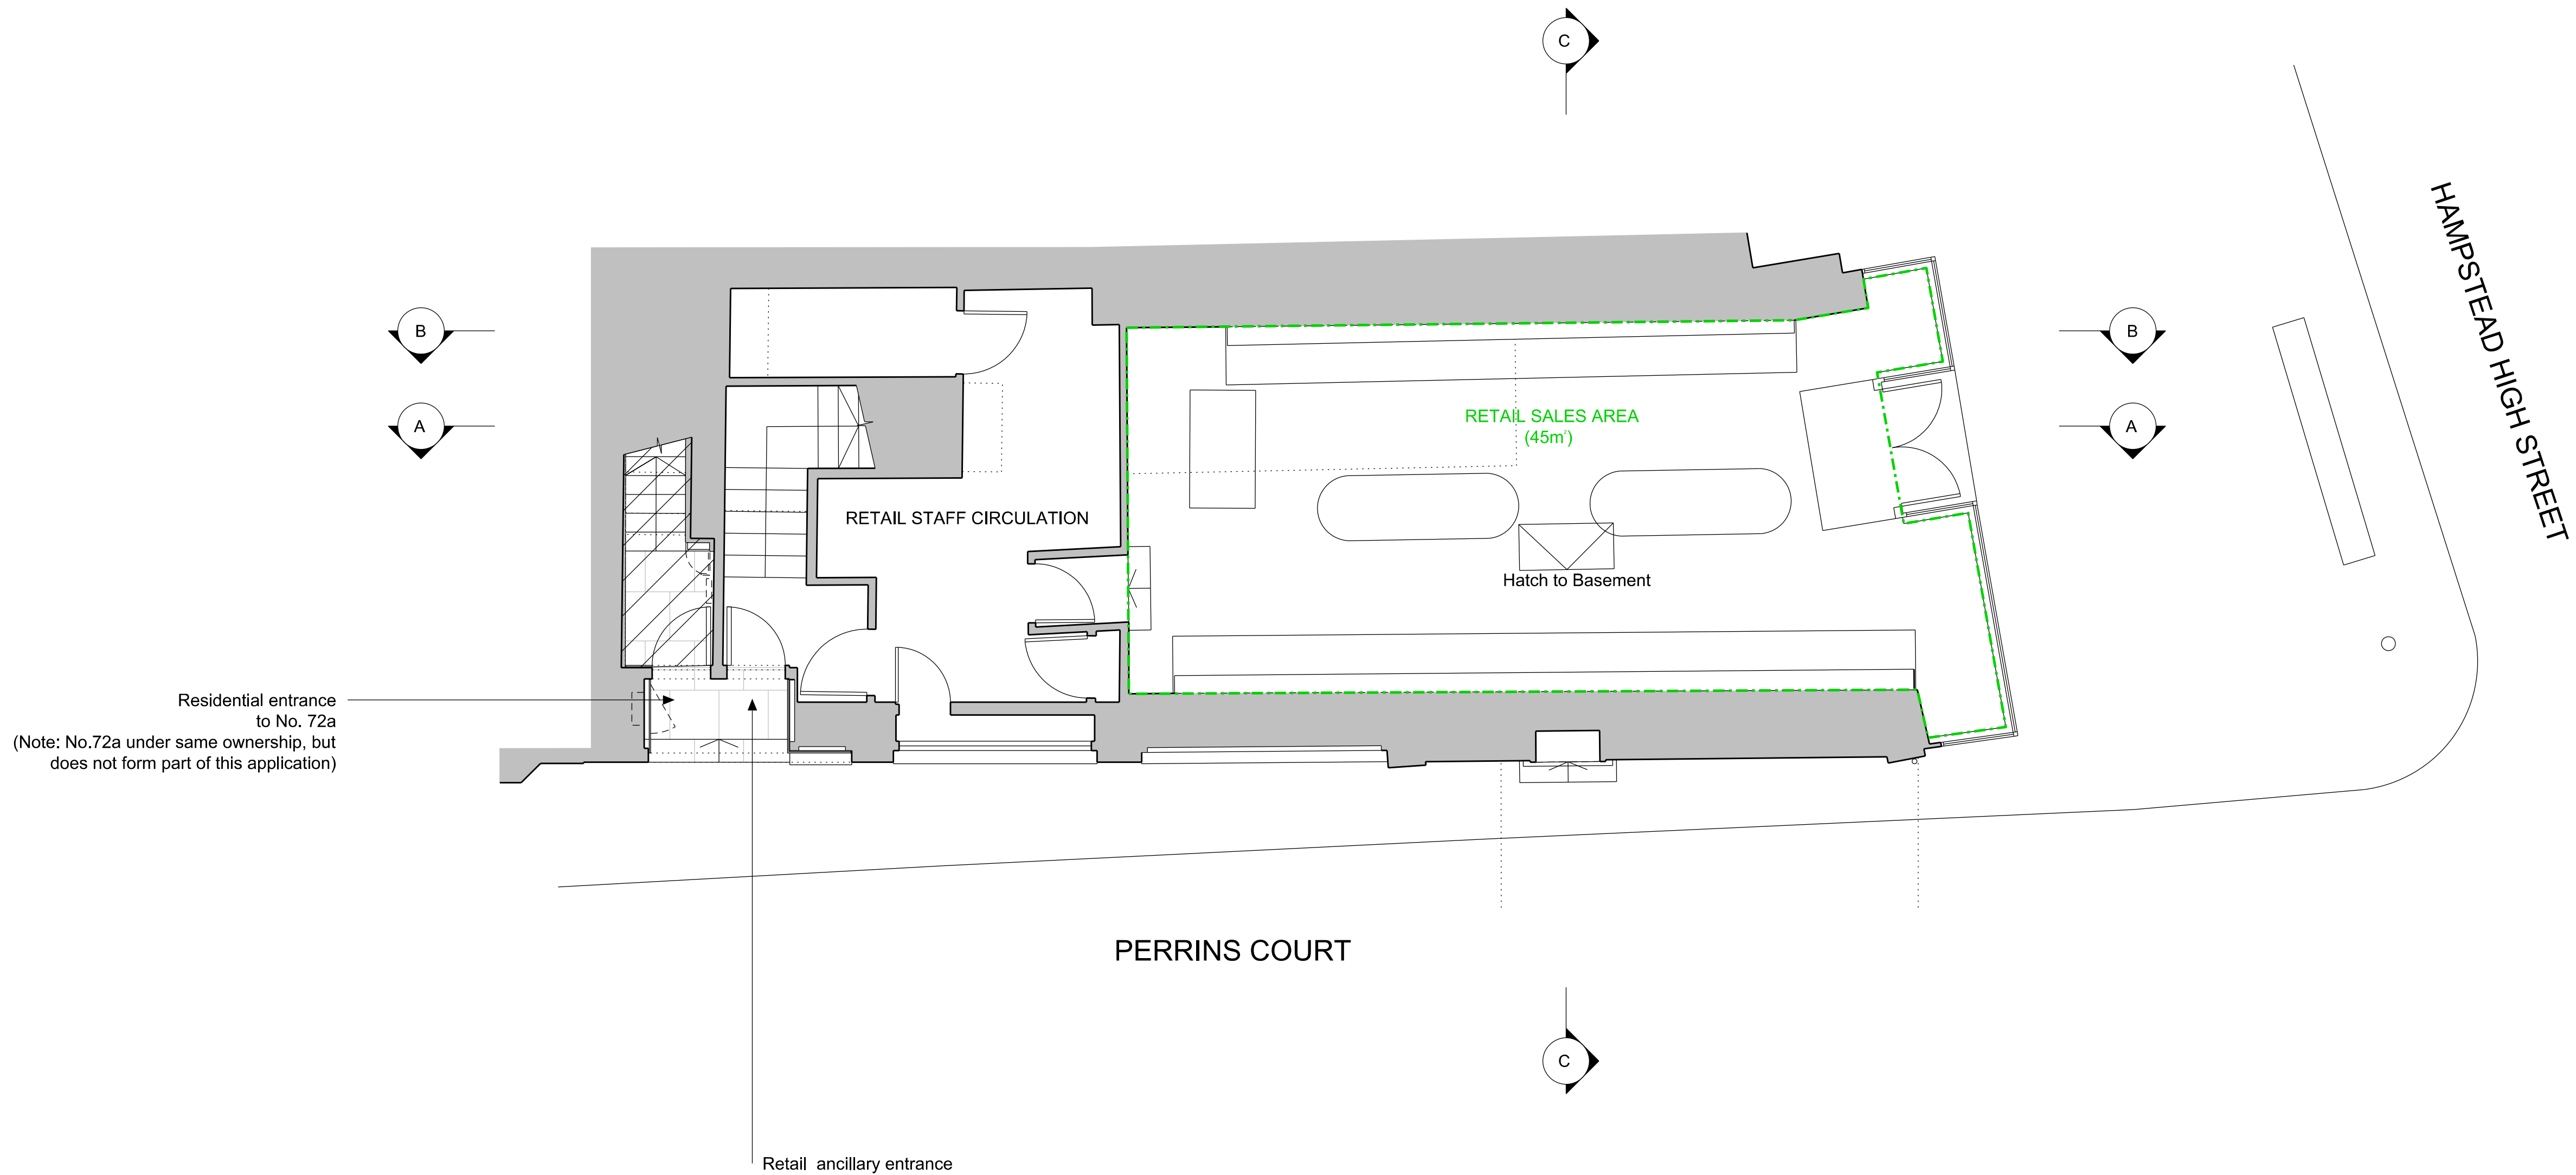 C
HAMPSTEAD HIGH STREET
B
B
A
A
RETAIL SALES AREA
(45m²)
RETAIL STAFF CIRCULATION
Hatch to Basement
Residential entrance
to No. 72a
(Note: No.72a under same ownership, but
does not form part of this application)
PERRINS COURT
C
Retail ancillary entrance